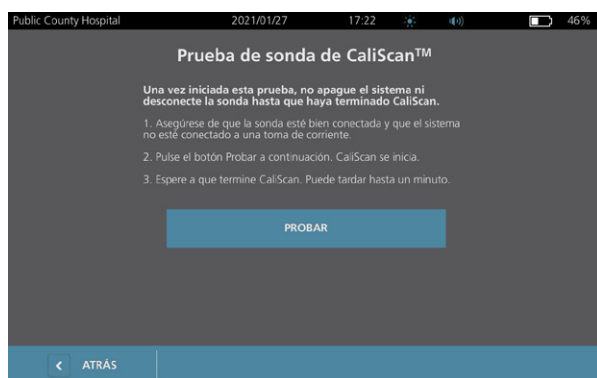 Public County Hospital 2021/01/27 17:22 46%
Prueba de sonda de CaliScan™
Una vez iniciada esta prueba, no apague el sistema ni
desconecte la sonda hasta que haya terminado CaliScan.
1. Asegúrese de que la sonda esté bien conectada y que el sistema
no esté conectado a una toma de corriente.
2. Pulse el botón Probar a continuación. CaliScan se inicia.
3. Espere a que termine CaliScan. Puede tardar hasta un minuto.
PROBAR
ATRÁS